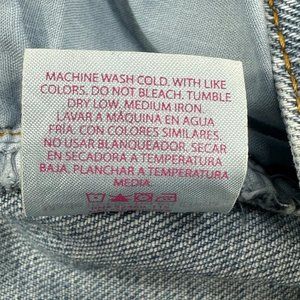 MACHINE WASH COLD. WITH LIKE
COLORS. DO NOT BLEACH. TUMBLE
DRY LOW. MEDIUM IRON.
LAVAR A MÁQUINA EN AGUA
FRÍA. CON COLORES SIMILARES.
NO USAR BLANQUEADOR. SECAR
EN SECADORA A TEMPERATURA
BAJA. PLANCHAR A TEMPERATURA
MEDIA.